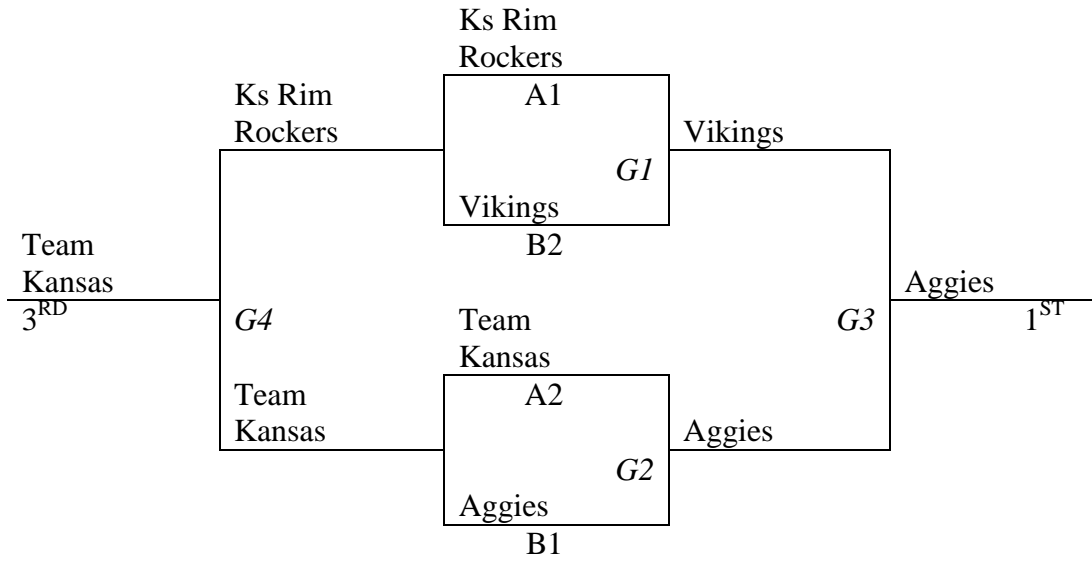 Ks Rim
Rockers
A1
Ks Rim
Rockers
Vikings
G1
Vikings
B2
Team
Kansas
3RD
Aggies
1ST
G4
Team
Kansas
G3
A2
Team
Kansas
Aggies
G2
Aggies
B1